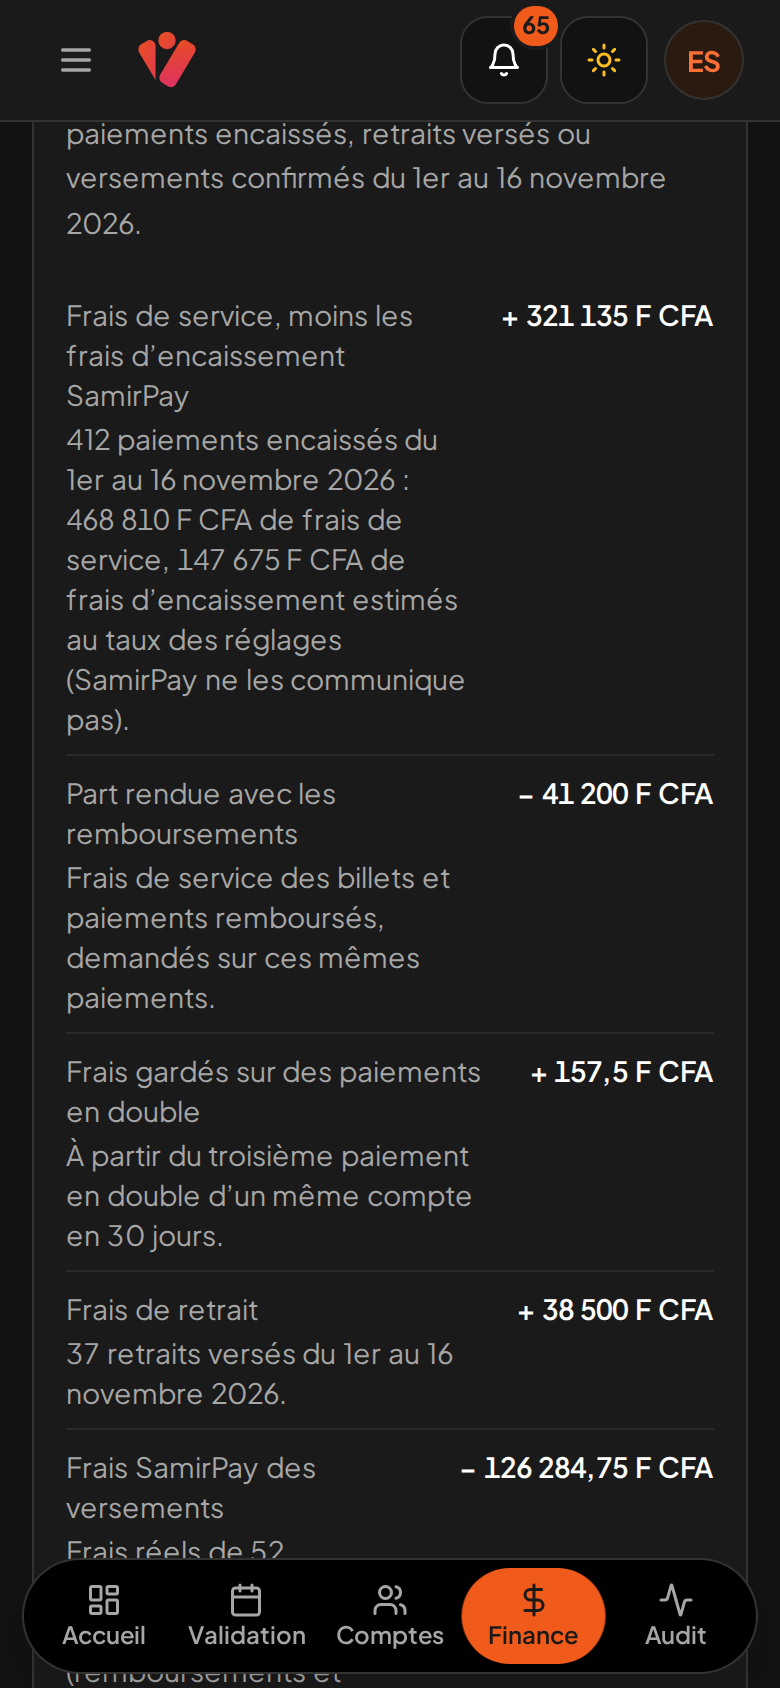 65
ES
paiements encaissés, retraits versés ou
versements confirmés du 1er au 16 novembre
2026.
Frais de service, moins les
frais d’encaissement
SamirPay
+ 321 135 F CFA
412 paiements encaissés du
1er au 16 novembre 2026 :
468 810 F CFA de frais de
service, 147 675 F CFA de
frais d’encaissement estimés
au taux des réglages
(SamirPay ne les communique
pas).
Part rendue avec les
remboursements
− 41 200 F CFA
Frais de service des billets et
paiements remboursés,
demandés sur ces mêmes
paiements.
Frais gardés sur des paiements
en double
+ 157,5 F CFA
À partir du troisième paiement
en double d’un même compte
en 30 jours.
Frais de retrait
+ 38 500 F CFA
37 retraits versés du 1er au 16
novembre 2026.
Frais SamirPay des
versements
− 126 284,75 F CFA
Frais réels de 52
Accueil
Validation
Comptes
Finance
Audit
(remboursements et